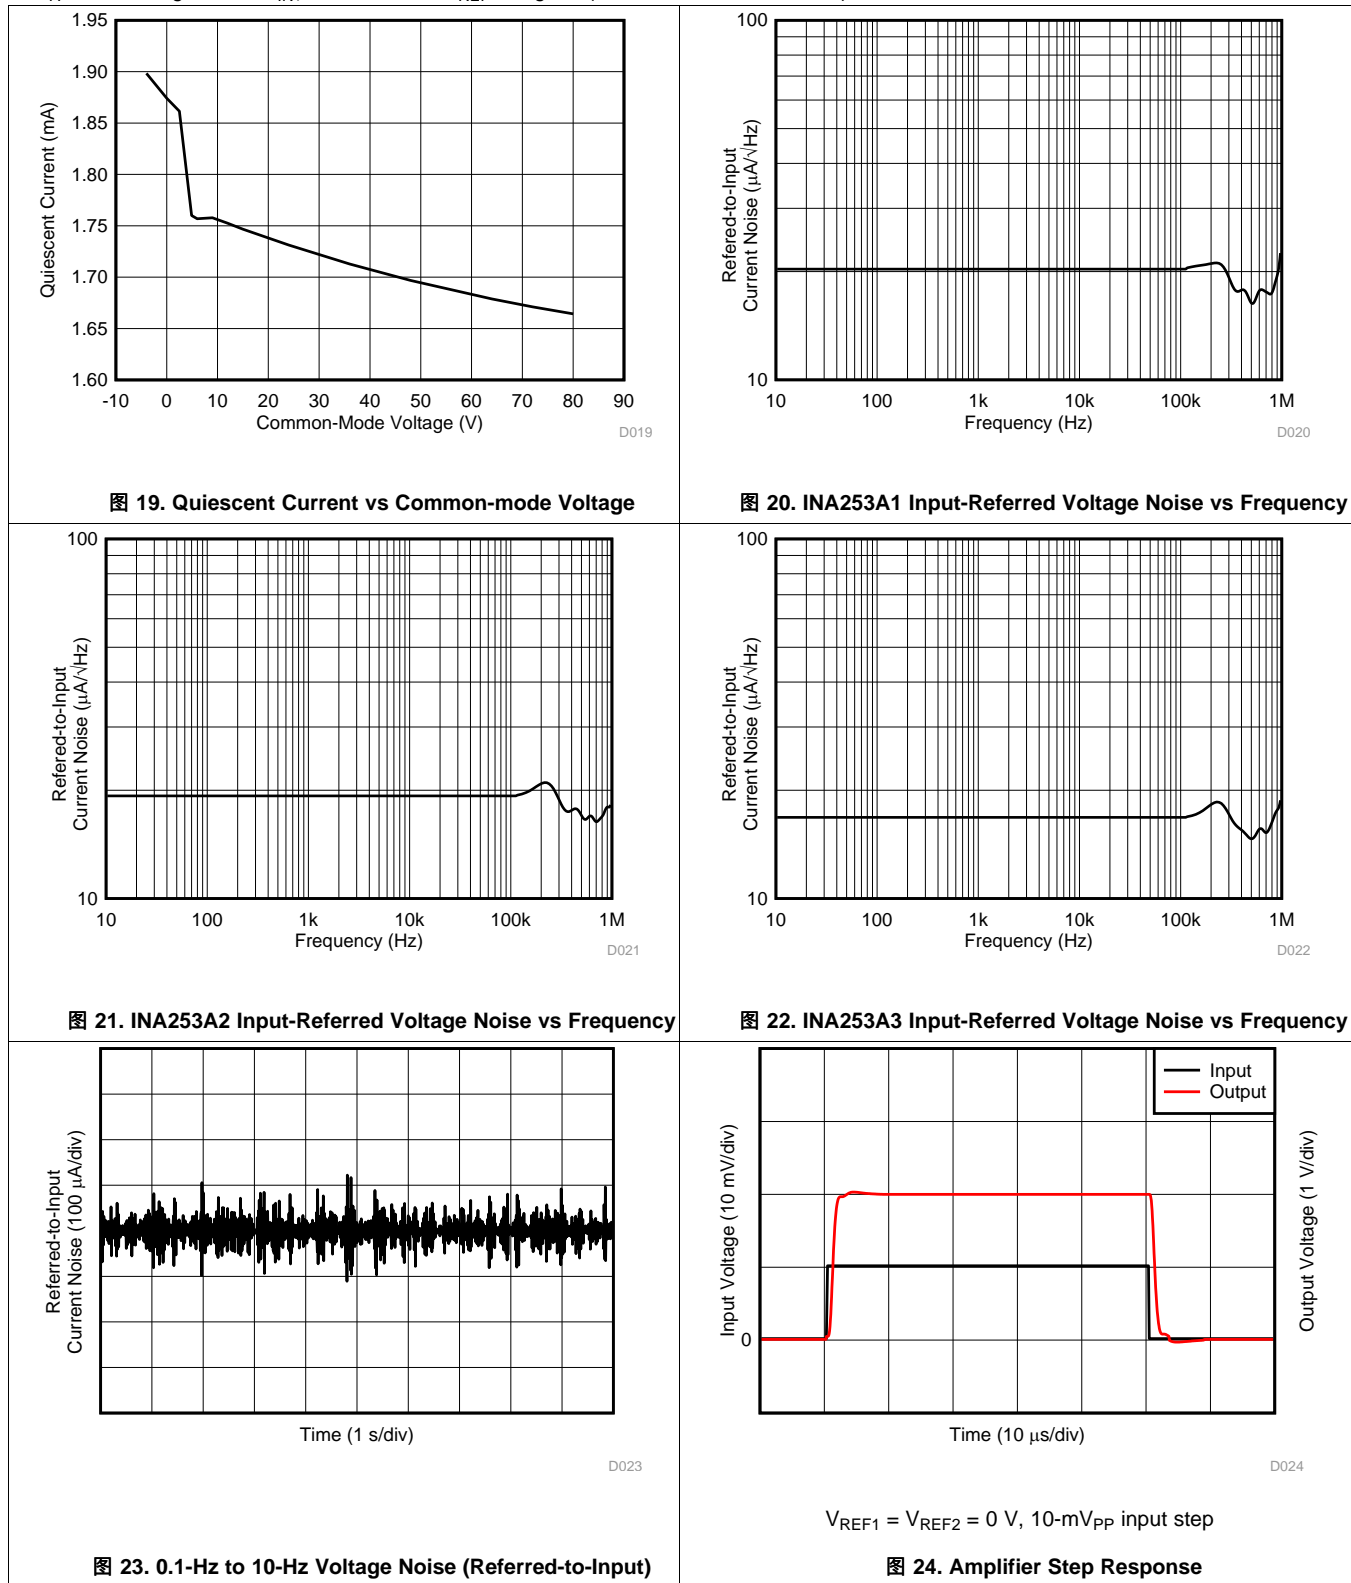 1.95
1.90
1.85
1.80
1.75
1.70
1.65
1.60
Quiescent Current (mA)
-10 0 10 20 30 40 50 60 70 80 90
Common-Mode Voltage (V)
D019
图 19. Quiescent Current vs Common-mode Voltage
100
10
Refered-to-Input
Current Noise (μA/√Hz)
10 100 1k 10k 100k 1M
Frequency (Hz)
D020
图 20. INA253A1 Input-Referred Voltage Noise vs Frequency
100
10
Refered-to-Input
Current Noise (μA/√Hz)
10 100 1k 10k 100k 1M
Frequency (Hz)
D021
图 21. INA253A2 Input-Referred Voltage Noise vs Frequency
100
10
Refered-to-Input
Current Noise (μA/√Hz)
10 100 1k 10k 100k 1M
Frequency (Hz)
D022
图 22. INA253A3 Input-Referred Voltage Noise vs Frequency
Referred-to-Input
Current Noise (100 μA/div)
Time (1 s/div)
D023
图 23. 0.1-Hz to 10-Hz Voltage Noise (Referred-to-Input)
Input
Output
Input Voltage (10 mV/div)
0
Output Voltage (1 V/div)
Time (10 μs/div)
D024
VREF1 = VREF2 = 0 V, 10-mVPP input step
图 24. Amplifier Step Response